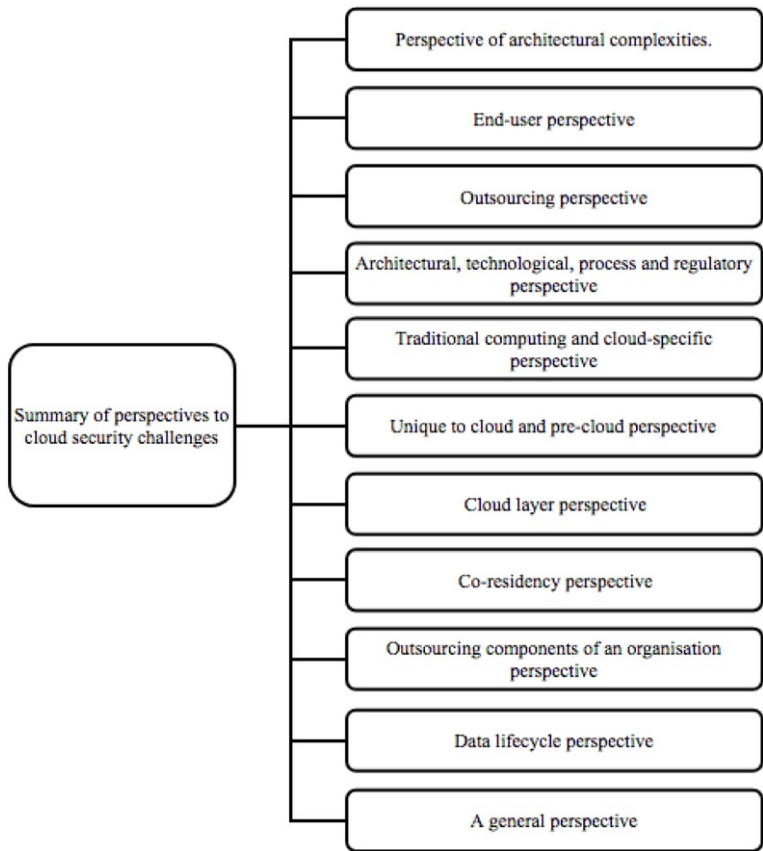 Perspective of architectural complexities.
End-user perspective
Outsourcing perspective
Architectural, technological, process and regulatory
perspective
Traditional computing and cloud-specific
perspective
Summary of perspectives to
cloud security challenges
Unique to cloud and pre-cloud perspective
Cloud layer perspective
Co-residency perspective
Outsourcing components of an organisation
perspective
Data lifecycle perspective
A general perspective